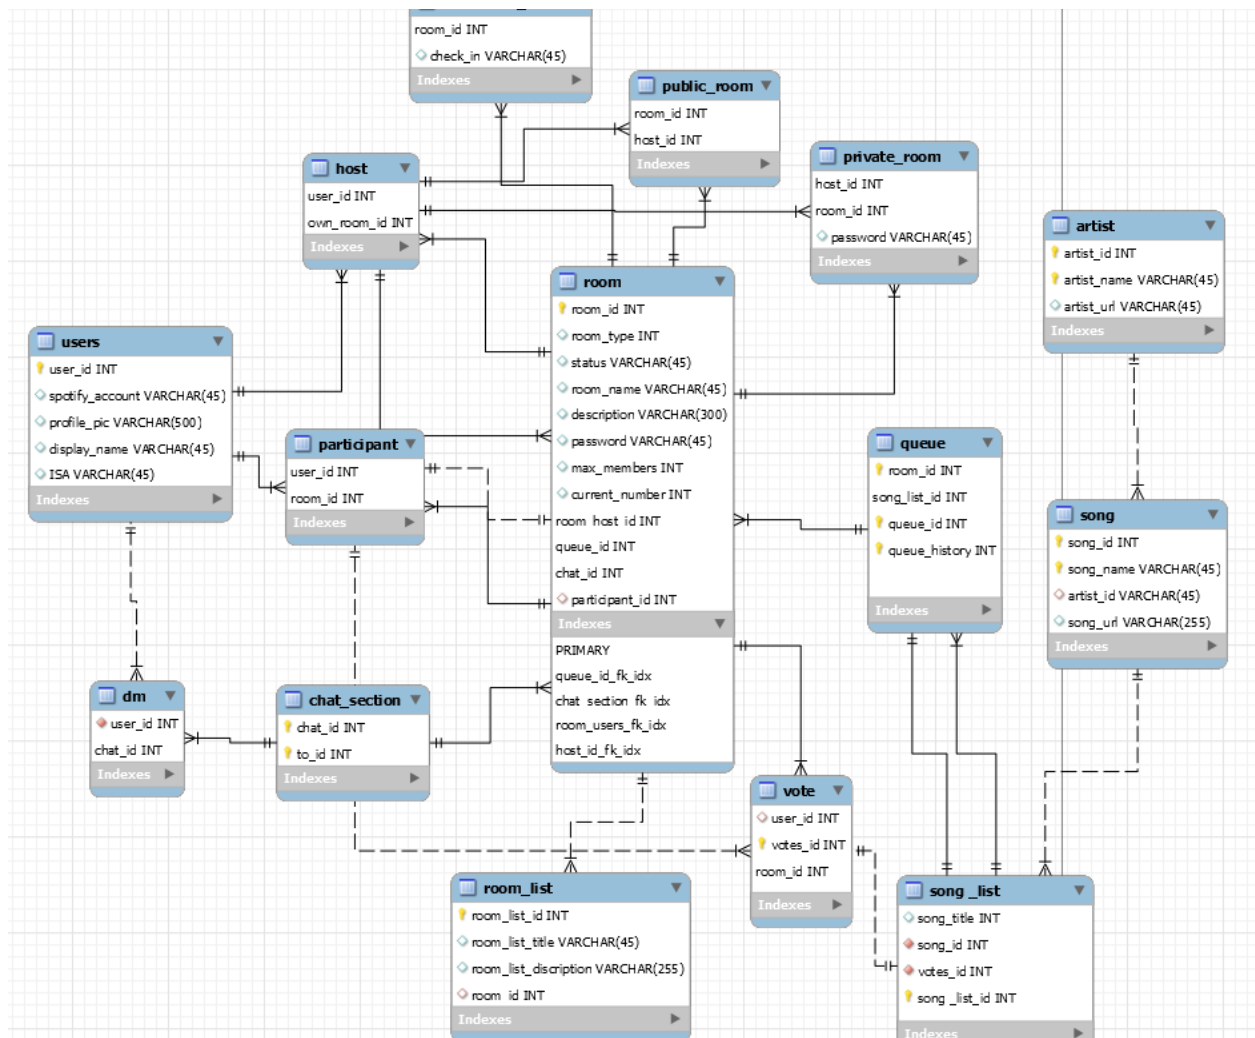 room_id INT
check_in VARCHAR(45)
Indexes
public_room
room_id INT
host_id INT
Indexes
host
user_id INT
own_room_id INT
Indexes
private_room
host_id INT
room_id INT
password VARCHAR(45)
Indexes
artist
artist_id INT
artist_name VARCHAR(45)
artist_url VARCHAR(45)
Indexes
users
user_id INT
spotify_account VARCHAR(45)
profile_pic VARCHAR(500)
display_name VARCHAR(45)
ISA VARCHAR(45)
Indexes
participant
user_id INT
room_id INT
Indexes
room
room_id INT
room_type INT
status VARCHAR(45)
room_name VARCHAR(45)
description VARCHAR(300)
password VARCHAR(45)
max_members INT
current_number INT
room_host_id INT
queue_id INT
chat_id INT
participant_id INT
Indexes
PRIMARY
queue_id_fk_idx
chat_section_fk_idx
room_users_fk_idx
host_id_fk_idx
queue
room_id INT
song_list_id INT
queue_id INT
queue_history INT
Indexes
song
song_id INT
song_name VARCHAR(45)
artist_id VARCHAR(45)
song_url VARCHAR(255)
Indexes
dm
user_id INT
chat_id INT
Indexes
chat_section
chat_id INT
to_id INT
Indexes
vote
user_id INT
votes_id INT
room_id INT
Indexes
room_list
room_list_id INT
room_list_title VARCHAR(45)
room_list_discription VARCHAR(255)
room_id INT
Indexes
song _list
song_title INT
song_id INT
votes_id INT
song _list_id INT
Indexes